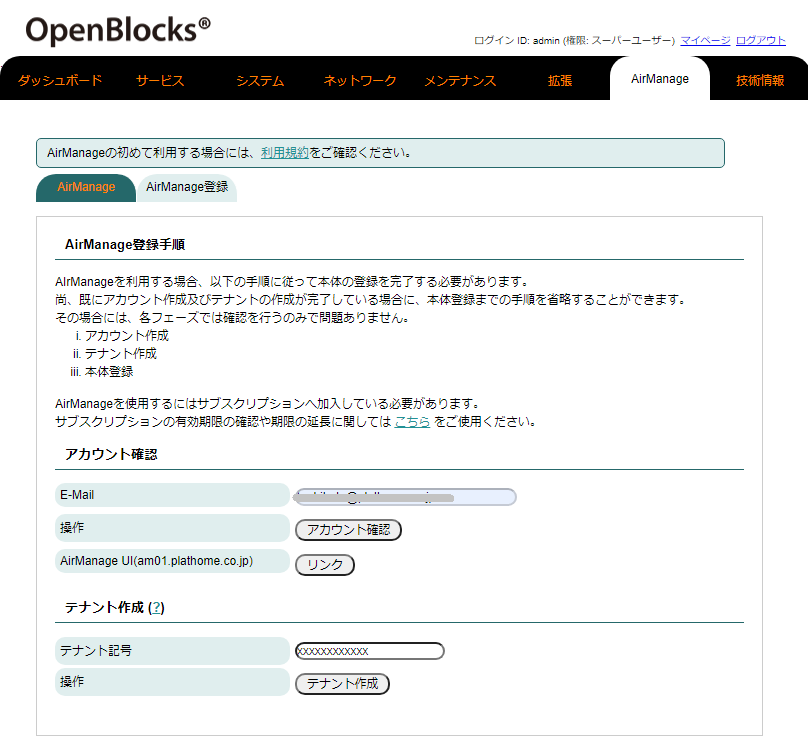 OpenBlocks®
ログイン ID: admin (権限: スーパーユーザー) マイページ ログアウト
ダッシュボード サービス システム ネットワーク メンテナンス 拡張 AirManage 技術情報
AirManageの初めて利用する場合には、利用規約をご確認ください。
AirManage AirManage登録
AirManage登録手順
AIrManageを利用する場合、以下の手順に従って本体の登録を完了する必要があります。
尚、既にアカウント作成及びテナントの作成が完了している場合に、本体登録までの手順を省略することができます。
その場合には、各フェーズでは確認を行うのみで問題ありません。
i. アカウント作成
ii. テナント作成
iii. 本体登録
AirManageを使用するにはサブスクリプションへ加入している必要があります。
サブスクリプションの有効期限の確認や期限の延長に関しては こちら をご使用ください。
アカウント確認
E-Mail
操作 アカウント確認
AirManage UI(am01.plathome.co.jp) リンク
テナント作成 (?)
テナント記号 xxxxxxxxxxxx
操作 テナント作成